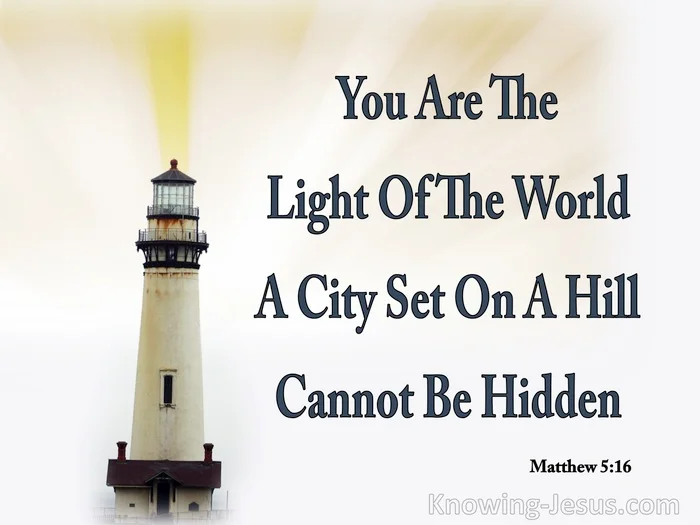 You Are The
Light Of The World
A City Set On A Hill
Cannot Be Hidden
Matthew 5:16
Knowing-Jesus.com